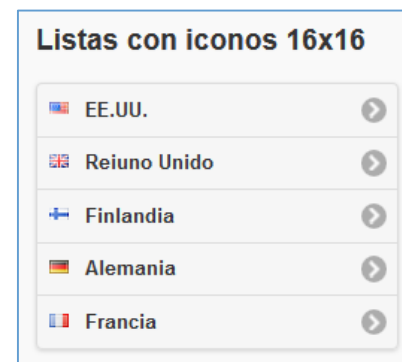 Listas con iconos 16x16
EE.UU.
Reiuno Unido
Finlandia
Alemania
Francia